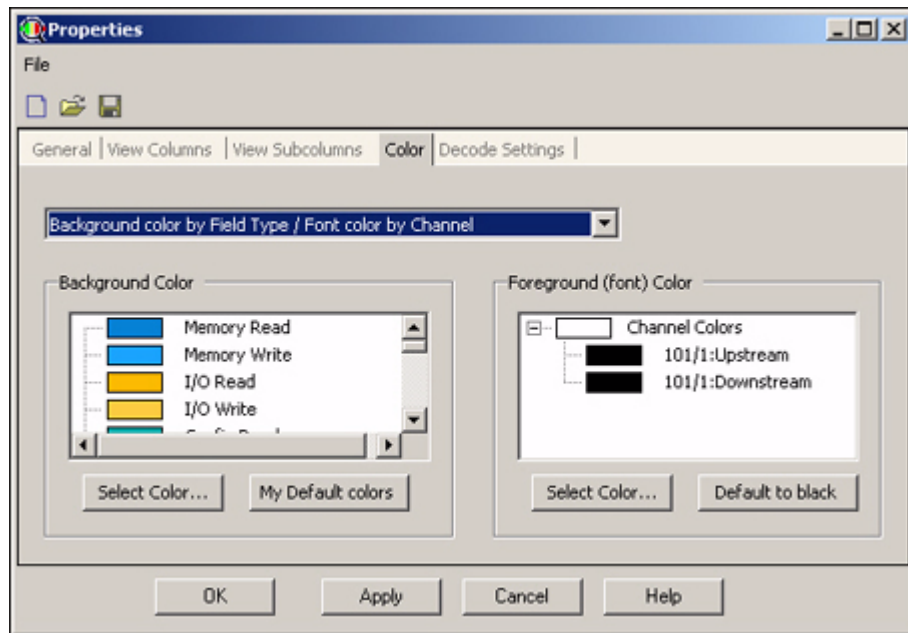 Properties
File
General View Columns View Subcolumns Color Decode Settings
Background color by Field Type / Font color by Channel
Background Color
Memory Read
Memory Write
I/O Read
I/O Write
Select Color...
My Default colors
Foreground (font) Color
Channel Colors
101/1:Upstream
101/1:Downstream
Select Color...
Default to black
OK Apply Cancel Help